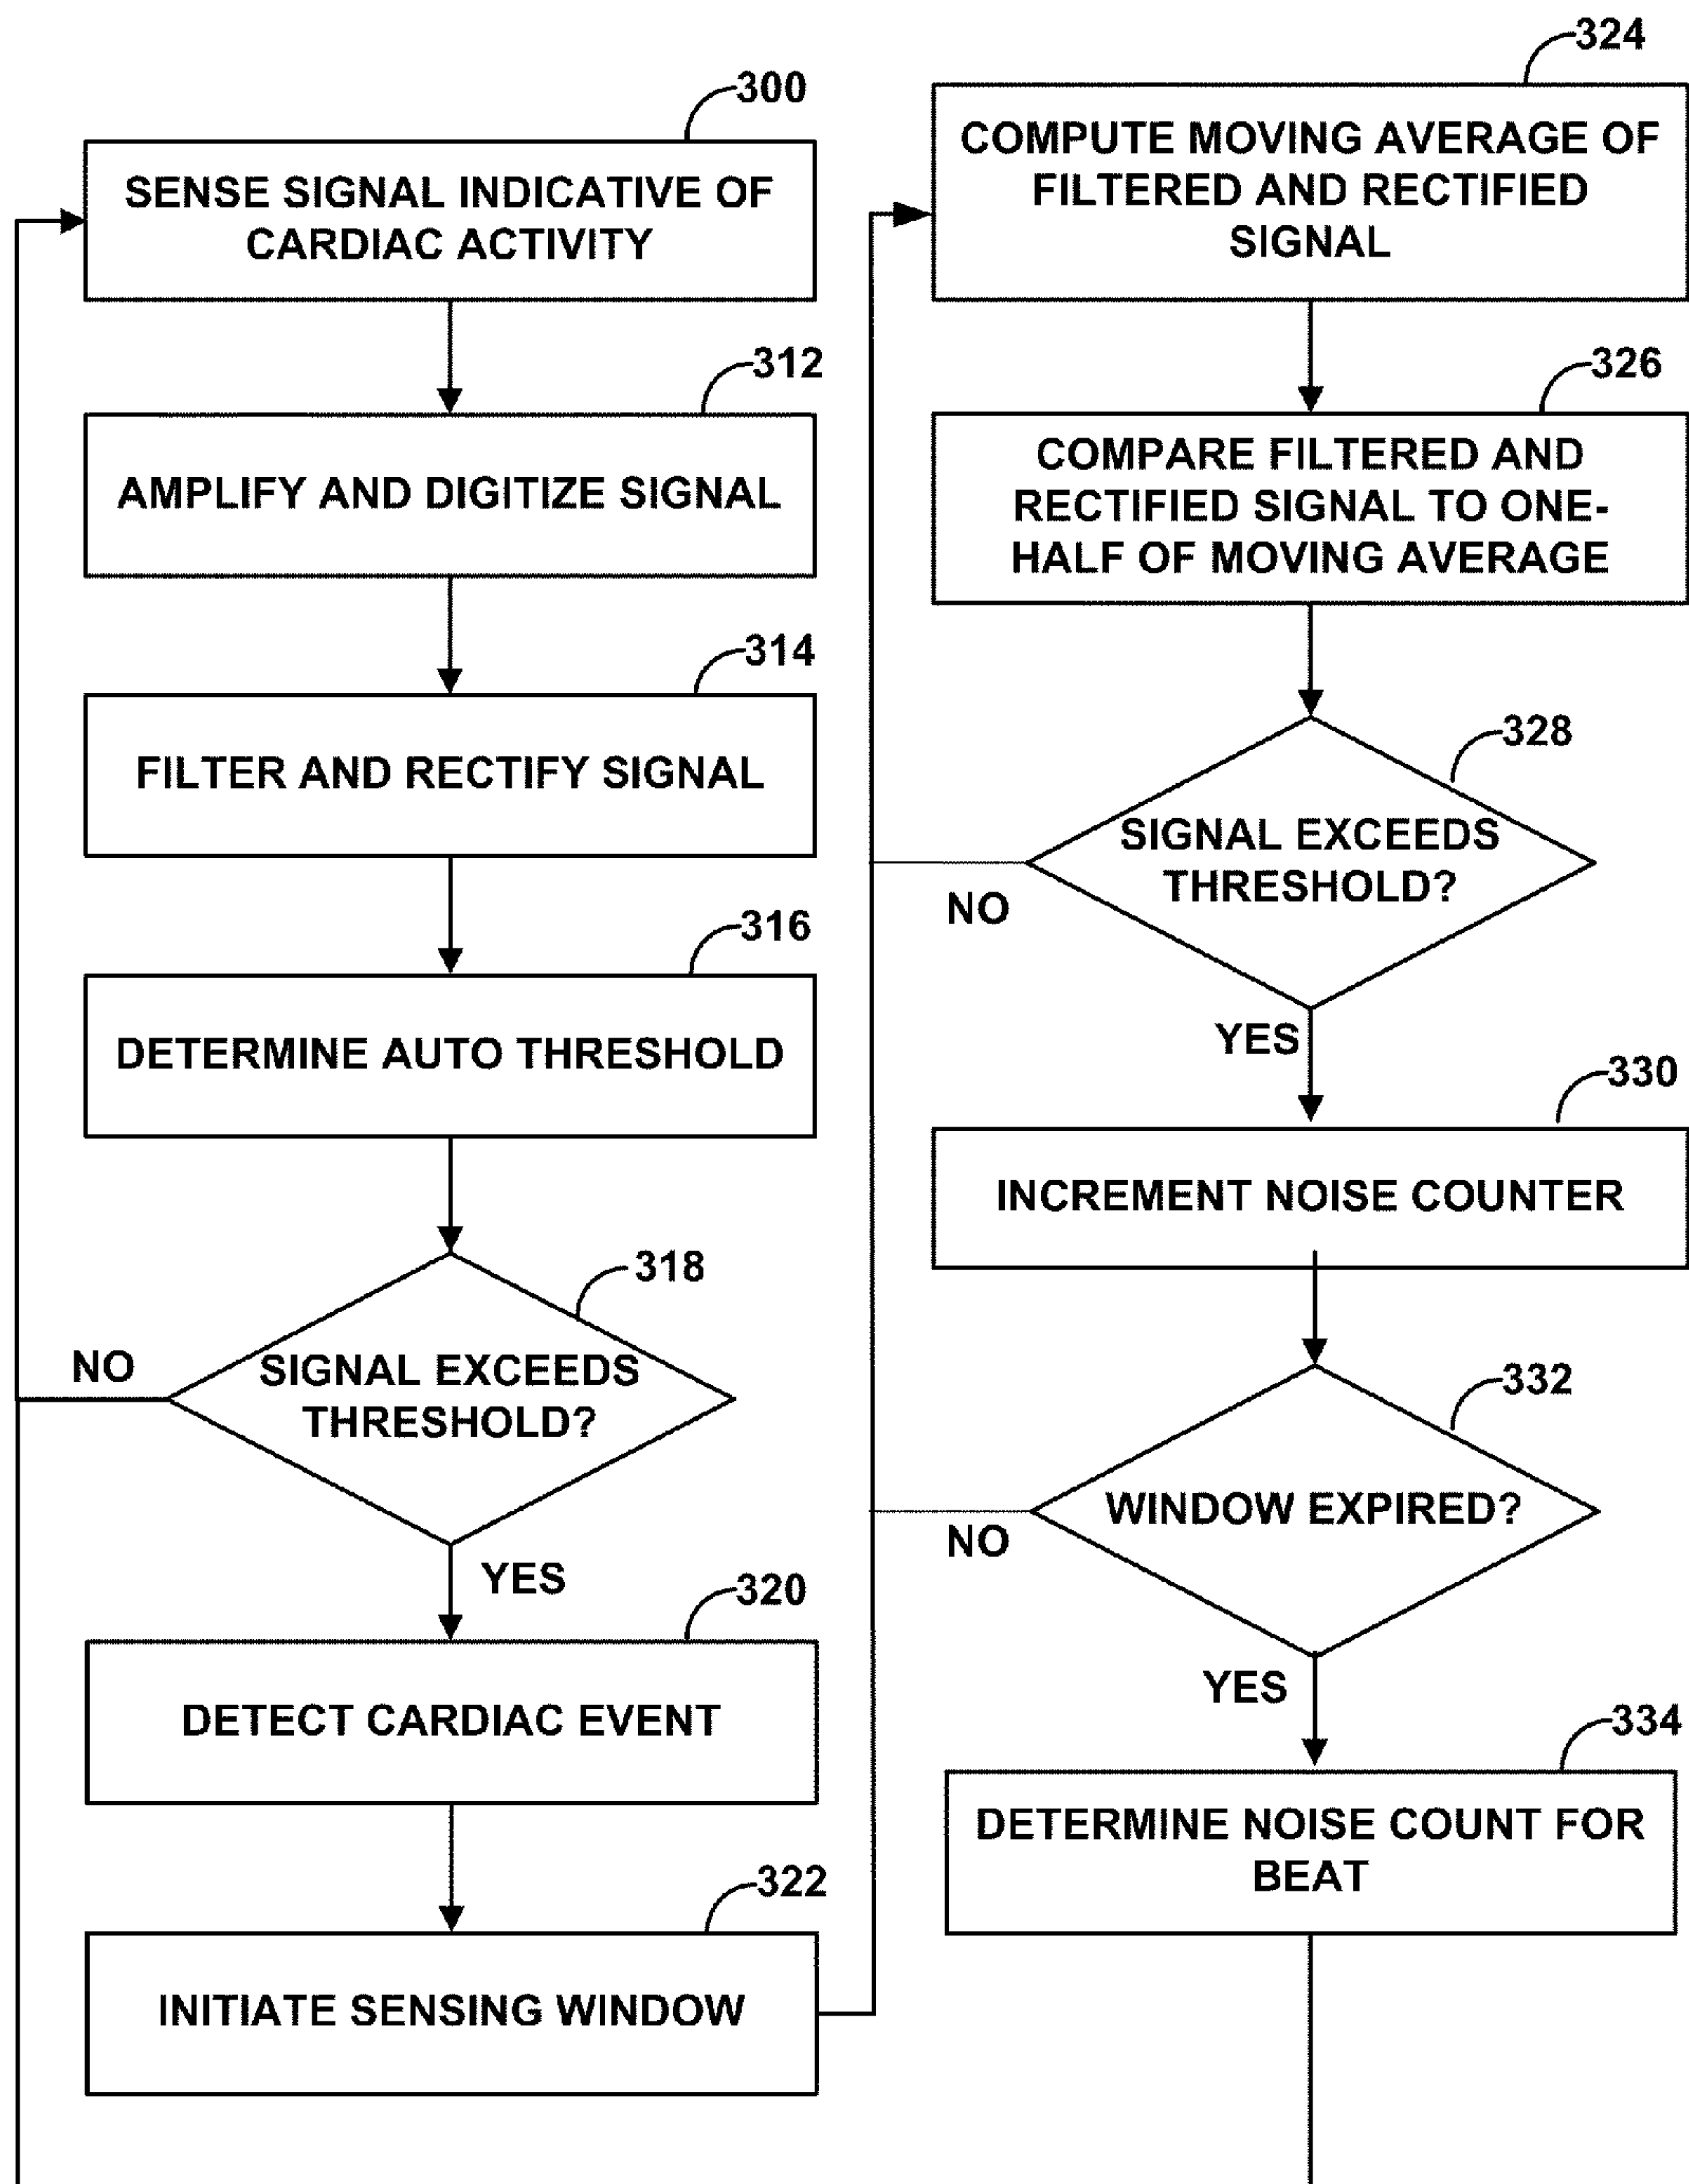 300
SENSE SIGNAL INDICATIVE OF
CARDIAC ACTIVITY
312
AMPLIFY AND DIGITIZE SIGNAL
314
FILTER AND RECTIFY SIGNAL
316
DETERMINE AUTO THRESHOLD
318
SIGNAL EXCEEDS
THRESHOLD?
NO
YES
320
DETECT CARDIAC EVENT
322
INITIATE SENSING WINDOW
324
COMPUTE MOVING AVERAGE OF
FILTERED AND RECTIFIED
SIGNAL
326
COMPARE FILTERED AND
RECTIFIED SIGNAL TO ONE-
HALF OF MOVING AVERAGE
328
SIGNAL EXCEEDS
THRESHOLD?
NO
YES
330
INCREMENT NOISE COUNTER
332
WINDOW EXPIRED?
NO
YES
334
DETERMINE NOISE COUNT FOR
BEAT